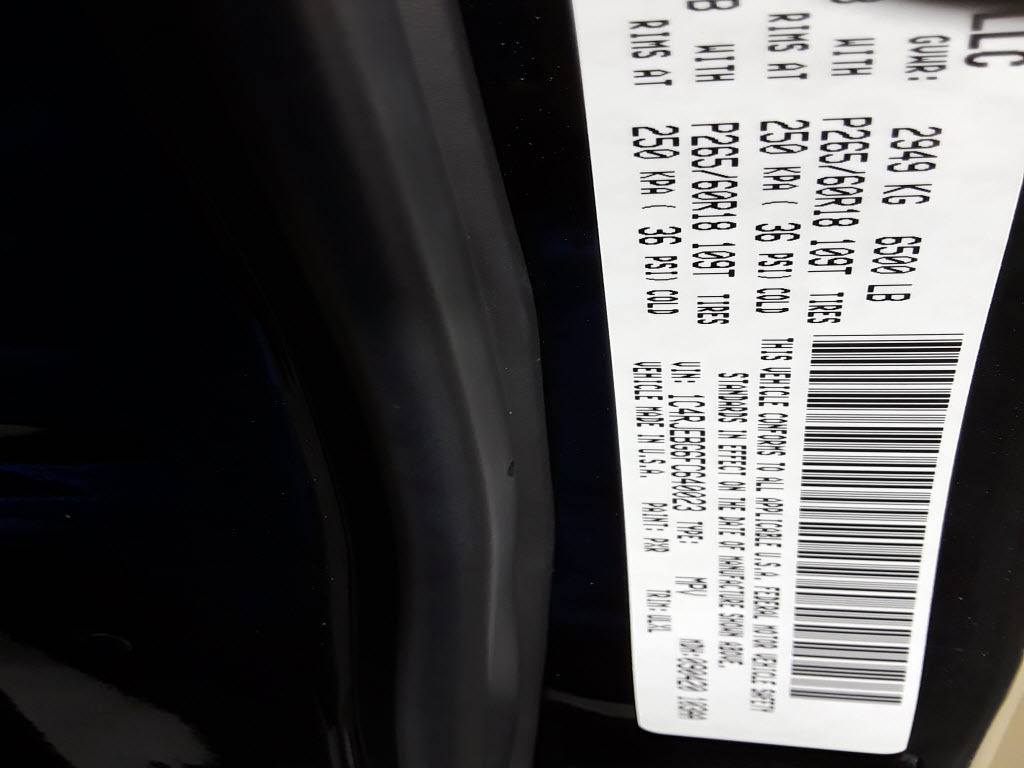 LLC
GVWR: 2949 KG 6500 LB
WITH P265/60R18 109T TIRES
RIMS AT 250 KPA( 36 PSI) COLD
WITH P265/60R18 109T TIRES
RIMS AT 250 KPA( 36 PSI) COLD
THIS VEHICLE CONFORMS TO ALL APPLICABLE U.S.A. FEDERAL MOTOR VEHICLE SAFETY
STANDARDS IN EFFECT ON THE DATE OF MANUFACTURE SHOWN ABOVE.
VIN: 1C4RJEBG6FC640023 TYPE: MPV
VEHICLE MADE IN U.S.A. PAINT: PXR TRIM: